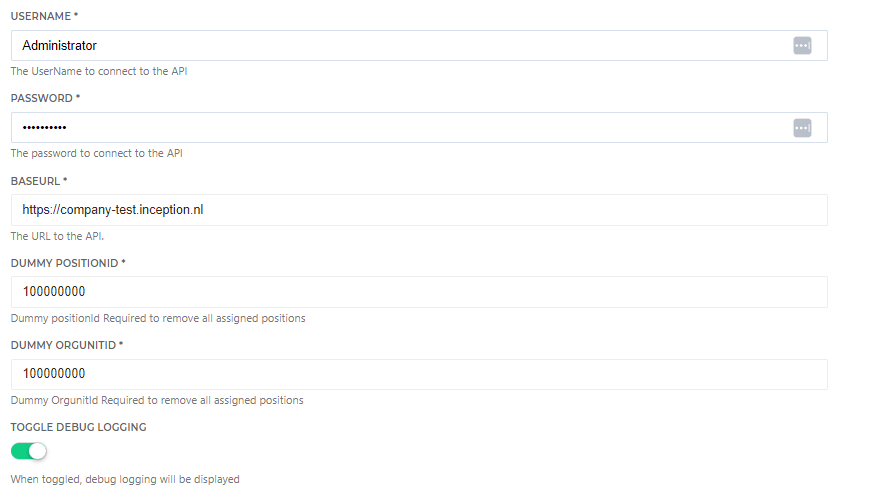 USERNAME *
Administrator
The UserName to connect to the API
PASSWORD *
••••••••••
The password to connect to the API
BASEURL *
https://company-test.inception.nl
The URL to the API.
DUMMY POSITIONID *
100000000
Dummy positionId Required to remove all assigned positions
DUMMY ORGUNITID *
100000000
Dummy OrgunitId Required to remove all assigned positions
TOGGLE DEBUG LOGGING
When toggled, debug logging will be displayed